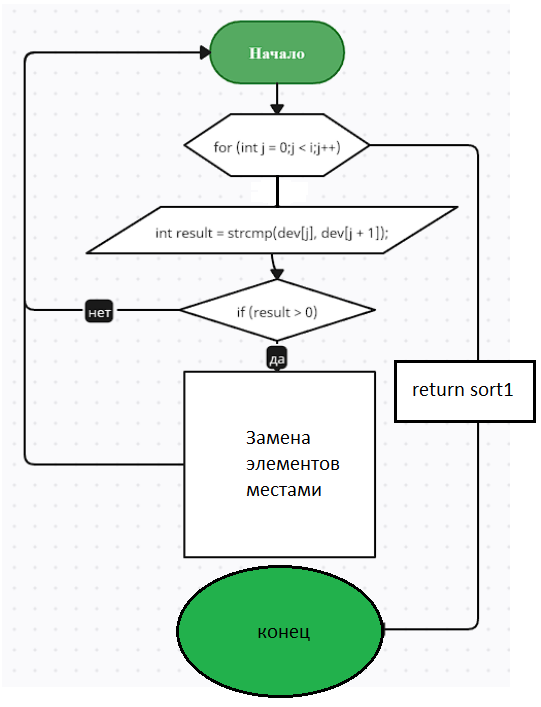 Начало
for (int j = 0;j < i;j++)
int result = strcmp(dev[j], dev[j + 1]);
if (result > 0)
нет
да
return sort1
Замена
элементов
местами
конец